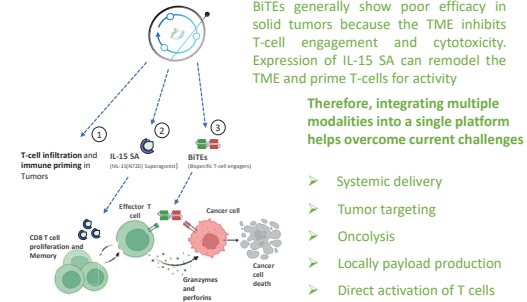 BiTEs generally show poor efficacy in
solid tumors because the TME inhibits
T-cell engagement and cytotoxicity.
Expression of IL-15 SA can remodel the
TME and prime T-cells for activity
Therefore, integrating multiple
modalities into a single platform
helps overcome current challenges
➢ Systemic delivery
➢ Tumor targeting
➢ Oncolysis
➢ Locally payload production
➢ Direct activation of T cells
1
2
3
T-cell infiltration and
immune priming in
Tumors
IL-15 SA
(hIL-15(N72D) Superagonist)
BiTEs
(Bispecific T-cell engagers)
Effector T
cell
Cancer cell
CD8 T cell
proliferation and
Memory
Granzymes
and
perforins
Cancer
cell
death